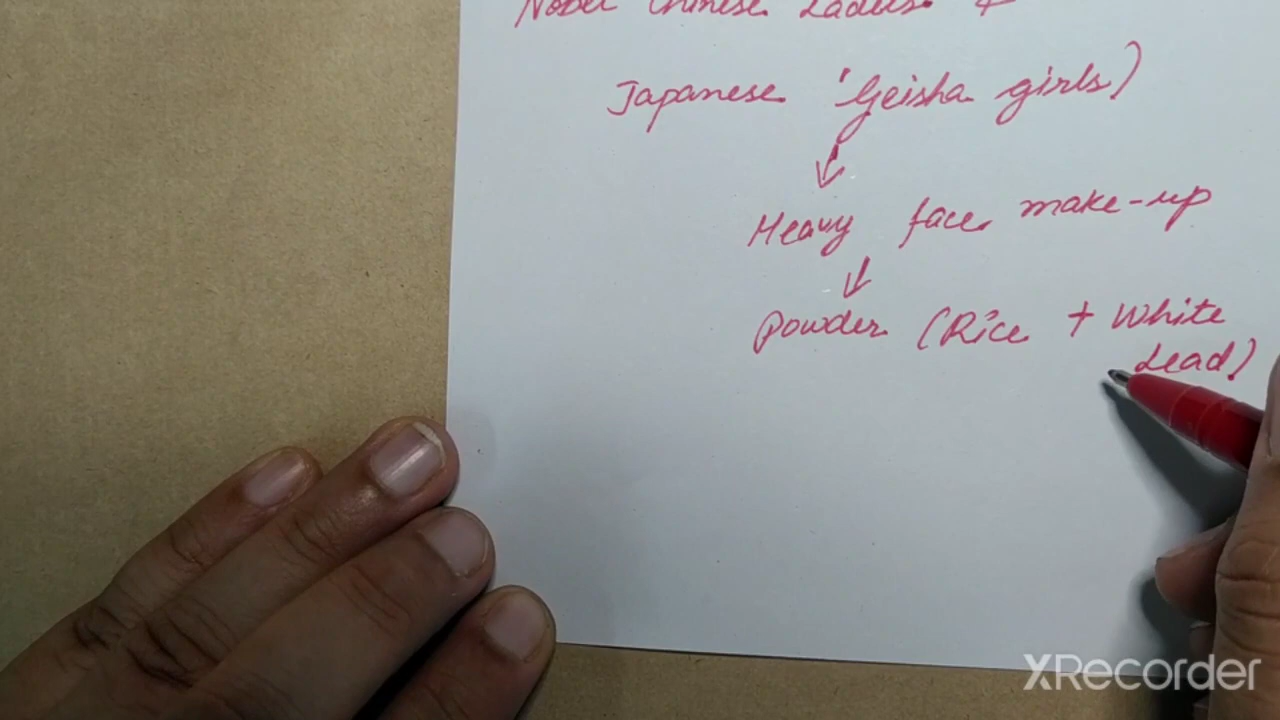 Nobel Chinese Ladies &
Japanese 'Geisha girls)
↓
Heavy face make-up
↓
Powder (Rice + White
Lead)
XRecorder